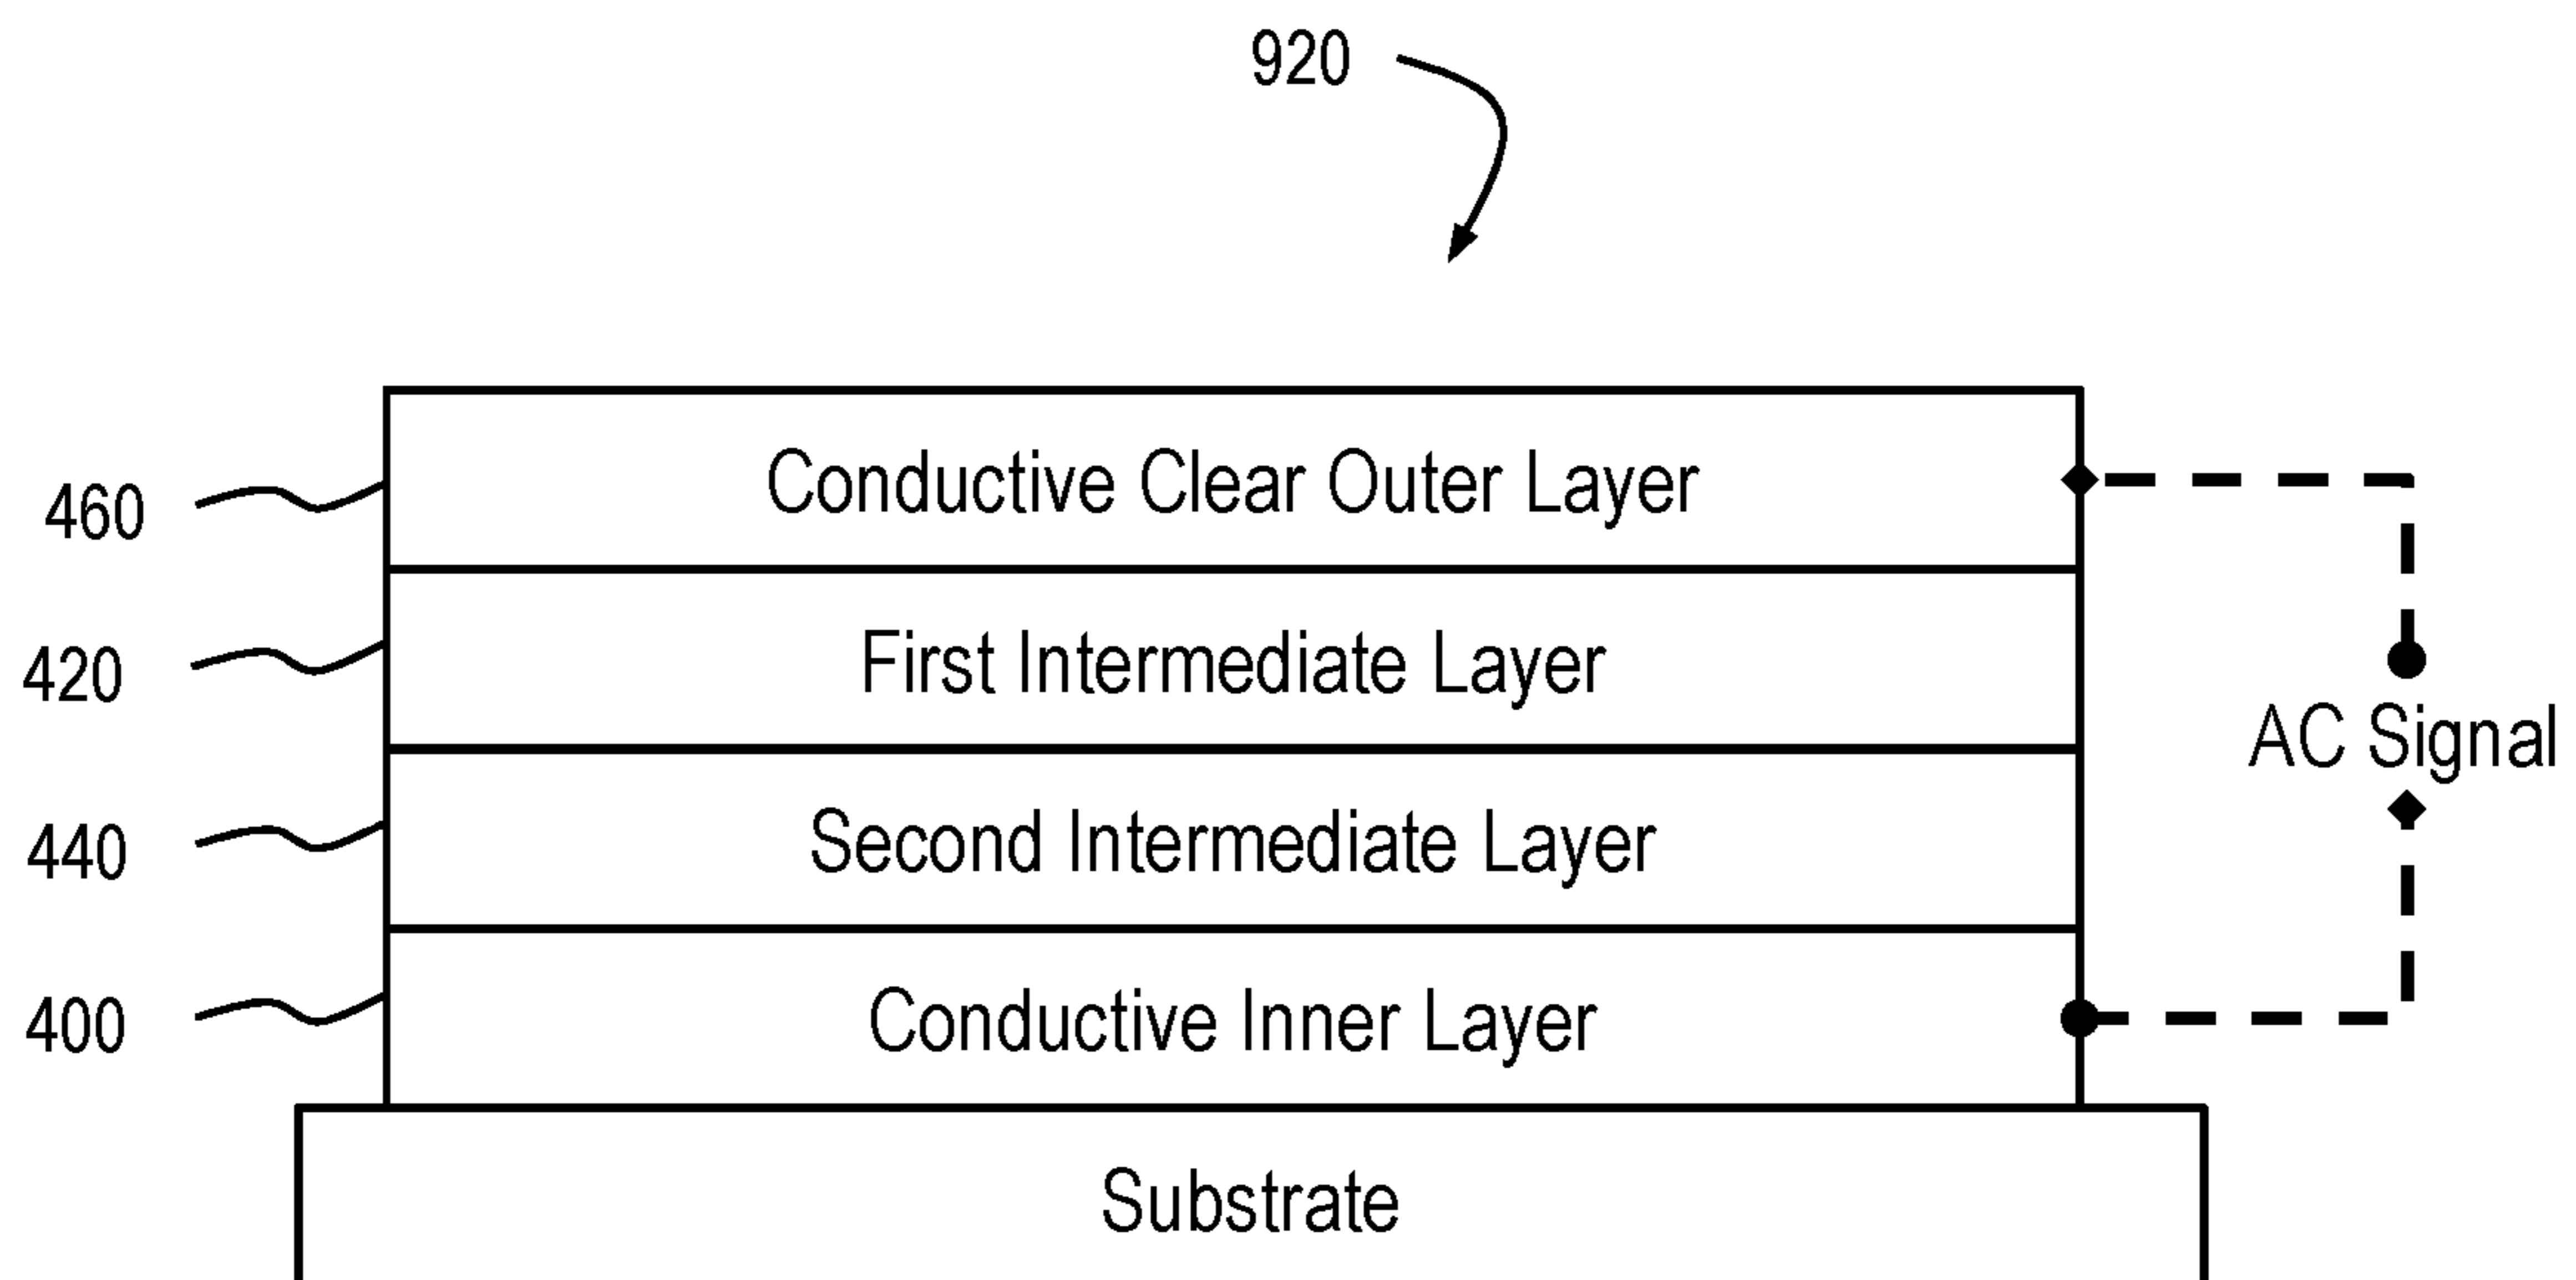 920
Conductive Clear Outer Layer
460
First Intermediate Layer
420
AC Signal
Second Intermediate Layer
440
Conductive Inner Layer
400
Substrate